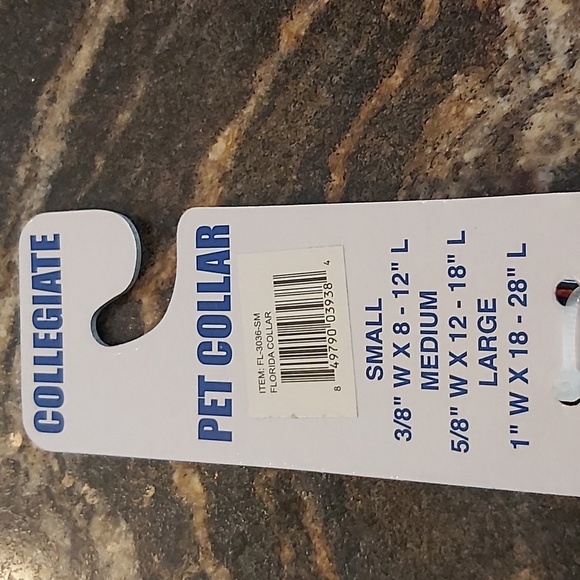 COLLEGIATE
PET COLLAR
ITEM: FL-3036-SM
FLORIDA COLLAR
8 49790 03938 4
SMALL
3/8" W X 8 - 12" L
MEDIUM
5/8" W X 12 - 18" L
LARGE
1" W X 18 - 28" L